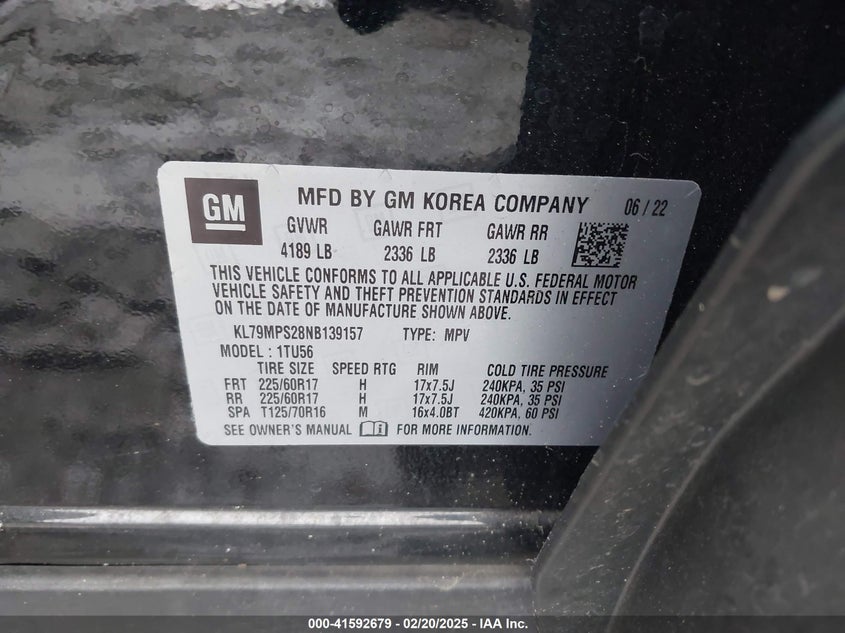 GM MFD BY GM KOREA COMPANY 06 / 22
GVWR GAWR FRT GAWR RR
4189 LB 2336 LB 2336 LB
THIS VEHICLE CONFORMS TO ALL APPLICABLE U.S. FEDERAL MOTOR
VEHICLE SAFETY AND THEFT PREVENTION STANDARDS IN EFFECT
ON THE DATE OF MANUFACTURE SHOWN ABOVE.
KL79MPS28NB139157 TYPE: MPV
MODEL : 1TU56
TIRE SIZE SPEED RTG RIM COLD TIRE PRESSURE
FRT 225/60R17 H 17x7.5J 240KPA, 35 PSI
RR 225/60R17 H 17x7.5J 240KPA, 35 PSI
SPA T125/70R16 M 16x4.0BT 420KPA, 60 PSI
SEE OWNER'S MANUAL FOR MORE INFORMATION.
000-41592679 - 02/20/2025 - IAA Inc.